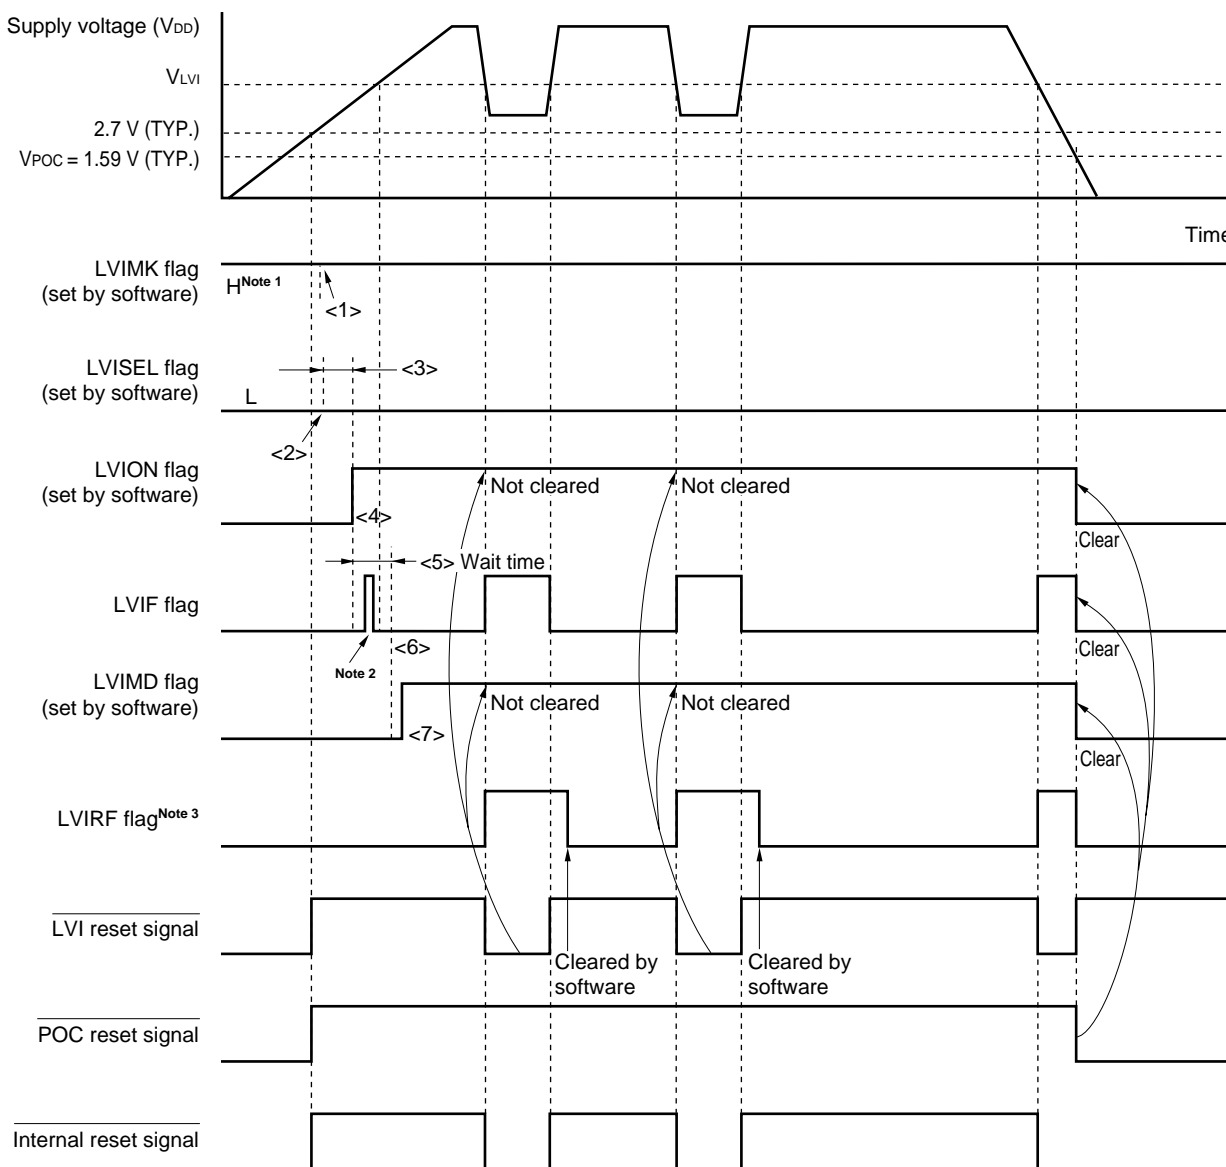 Supply voltage (VDD)
VLVI
2.7 V (TYP.)
VPOC = 1.59 V (TYP.)
Time
LVIMK flag
(set by software)
H Note 1
<1>
LVISEL flag
(set by software)
<3>
L
<2>
LVION flag
(set by software)
Not cleared
Not cleared
<4>
Clear
<5> Wait time
LVIF flag
<6>
Clear
Note 2
LVIMD flag
(set by software)
Not cleared
Not cleared
<7>
Clear
LVIRF flag Note 3
LVI reset signal
Cleared by
software
Cleared by
software
POC reset signal
Internal reset signal